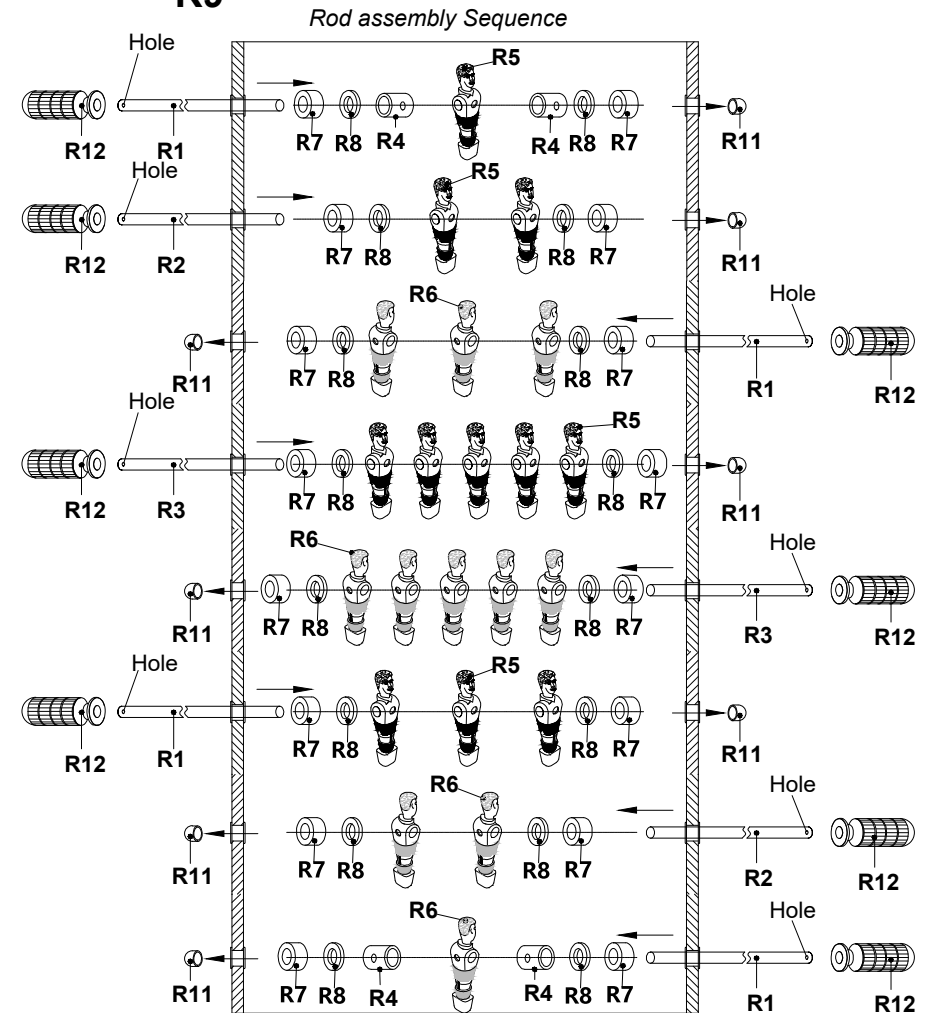 R9
Rod assembly Sequence
Hole
R5
R12 R1 R7 R8 R4 R4 R8 R7 R11
Hole
R5
R12 R2 R7 R8 R8 R7 R11
R6 Hole
R11 R7 R8 R8 R7 R1 R12
Hole
R5
R12 R3 R7 R8 R8 R7 R11
R6 Hole
R11 R7 R8 R8 R7 R3 R12
Hole R5
R12 R1 R7 R8 R8 R7 R11
R6 Hole
R11 R7 R8 R8 R7 R2 R12
R6 Hole
R11 R7 R8 R4 R4 R8 R7 R1 R12